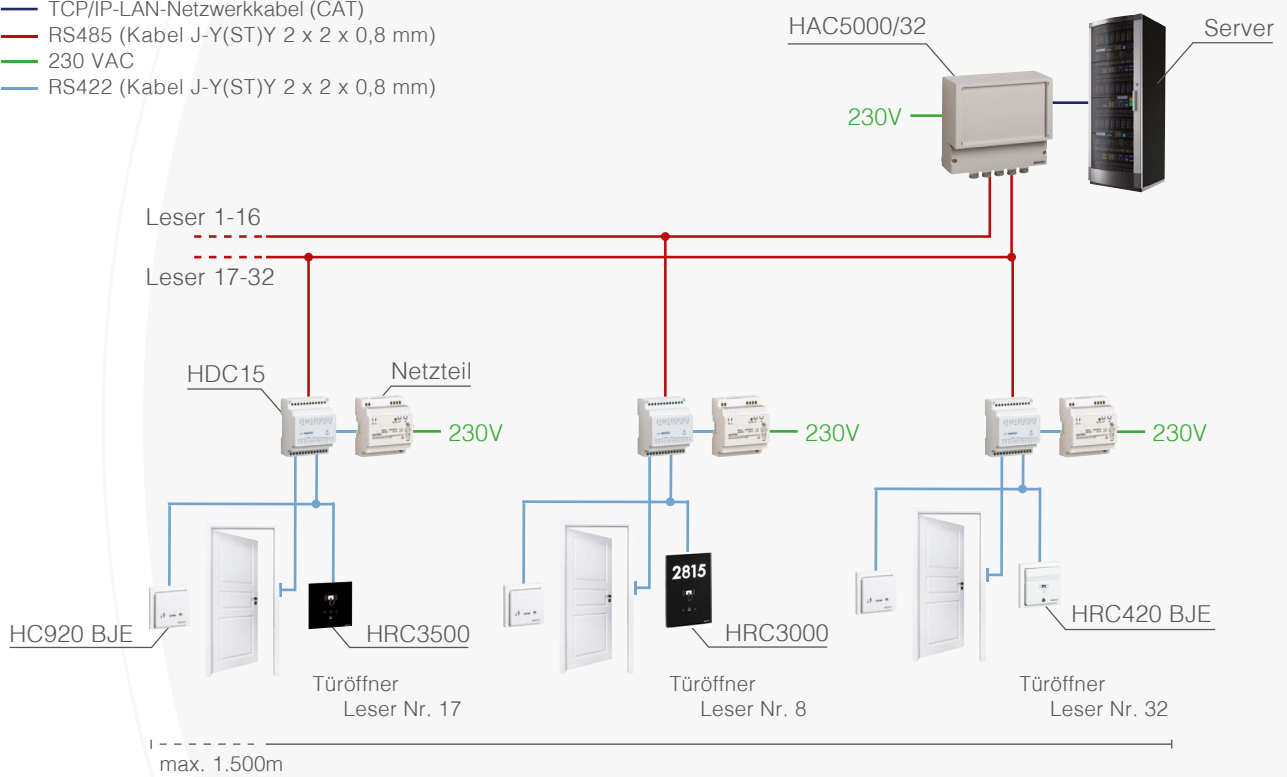 TCP/IP-LAN-Netzwerkkabel (CAT)
RS485 (Kabel J-Y(ST)Y 2 x 2 x 0,8 mm)
230 VAC
RS422 (Kabel J-Y(ST)Y 2 x 2 x 0,8 mm)
HAC5000/32
Server
230V
Leser 1-16
Leser 17-32
HDC15
Netzteil
230V
230V
230V
2815
HC920 BJE
HRC3500
HRC3000
HRC420 BJE
Türöffner
Leser Nr. 17
Türöffner
Leser Nr. 8
Türöffner
Leser Nr. 32
max. 1.500m